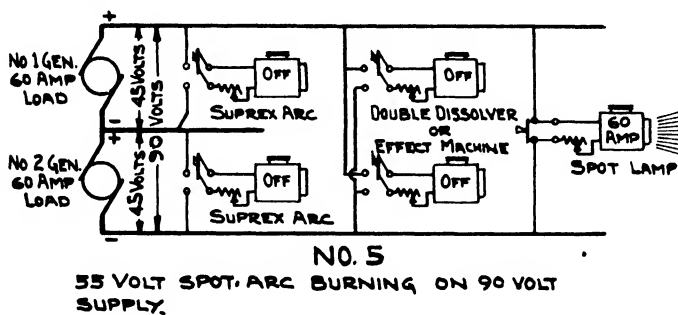 +
NO 1 GEN.
60 AMP
LOAD
45 VOLTS
90 VOLTS
-
+
NO 2 GEN.
60 AMP
LOAD
45 VOLTS
-
OFF
SUPREX ARC
OFF
SUPREX ARC
OFF
DOUBLE DISSOLVER
OR
EFFECT MACHINE
OFF
60
AMP
SPOT LAMP
NO. 5
55 VOLT SPOT. ARC BURNING ON 90 VOLT
SUPPLY.